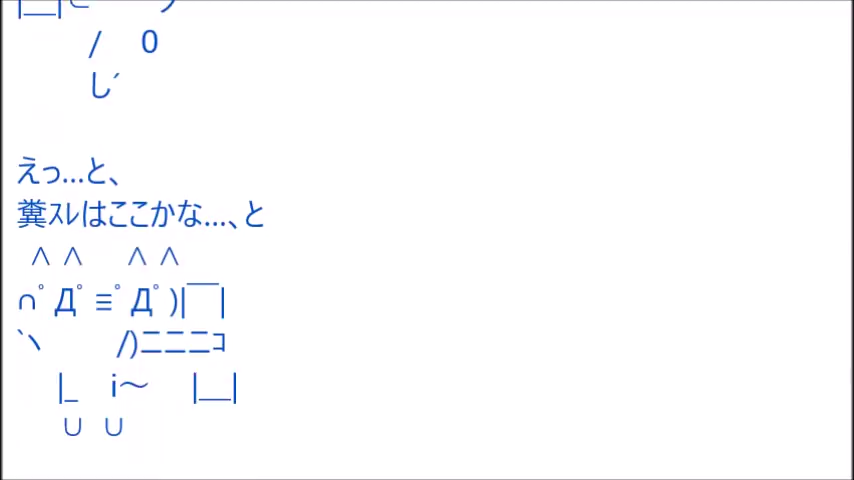 |__|⊂
/ 0
し´
えっ…と、
糞ｽﾚはここかな…、と
∧ ∧ ∧ ∧
∩ﾟДﾟ≡ﾟДﾟ)|￣|
`ヽ /)ニニニｺ
|_ i～ |__|
∪ ∪